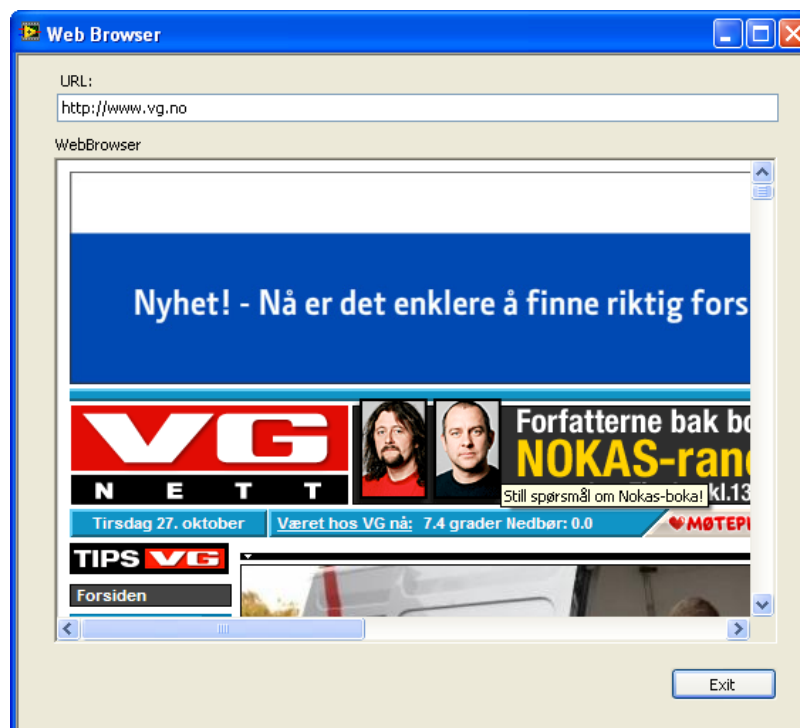 Web Browser
URL:
http://www.vg.no
WebBrowser
Nyhet! - Nå er det enklere å finne riktig fors
VG
NETT
Forfatterne bak bo
NOKAS-ran
kl.13
Still spørsmål om Nokas-boka!
Tirsdag 27. oktober
Været hos VG nå: 7.4 grader Nedbør: 0.0
MØTEPL
TIPS VG
Forsiden
Exit